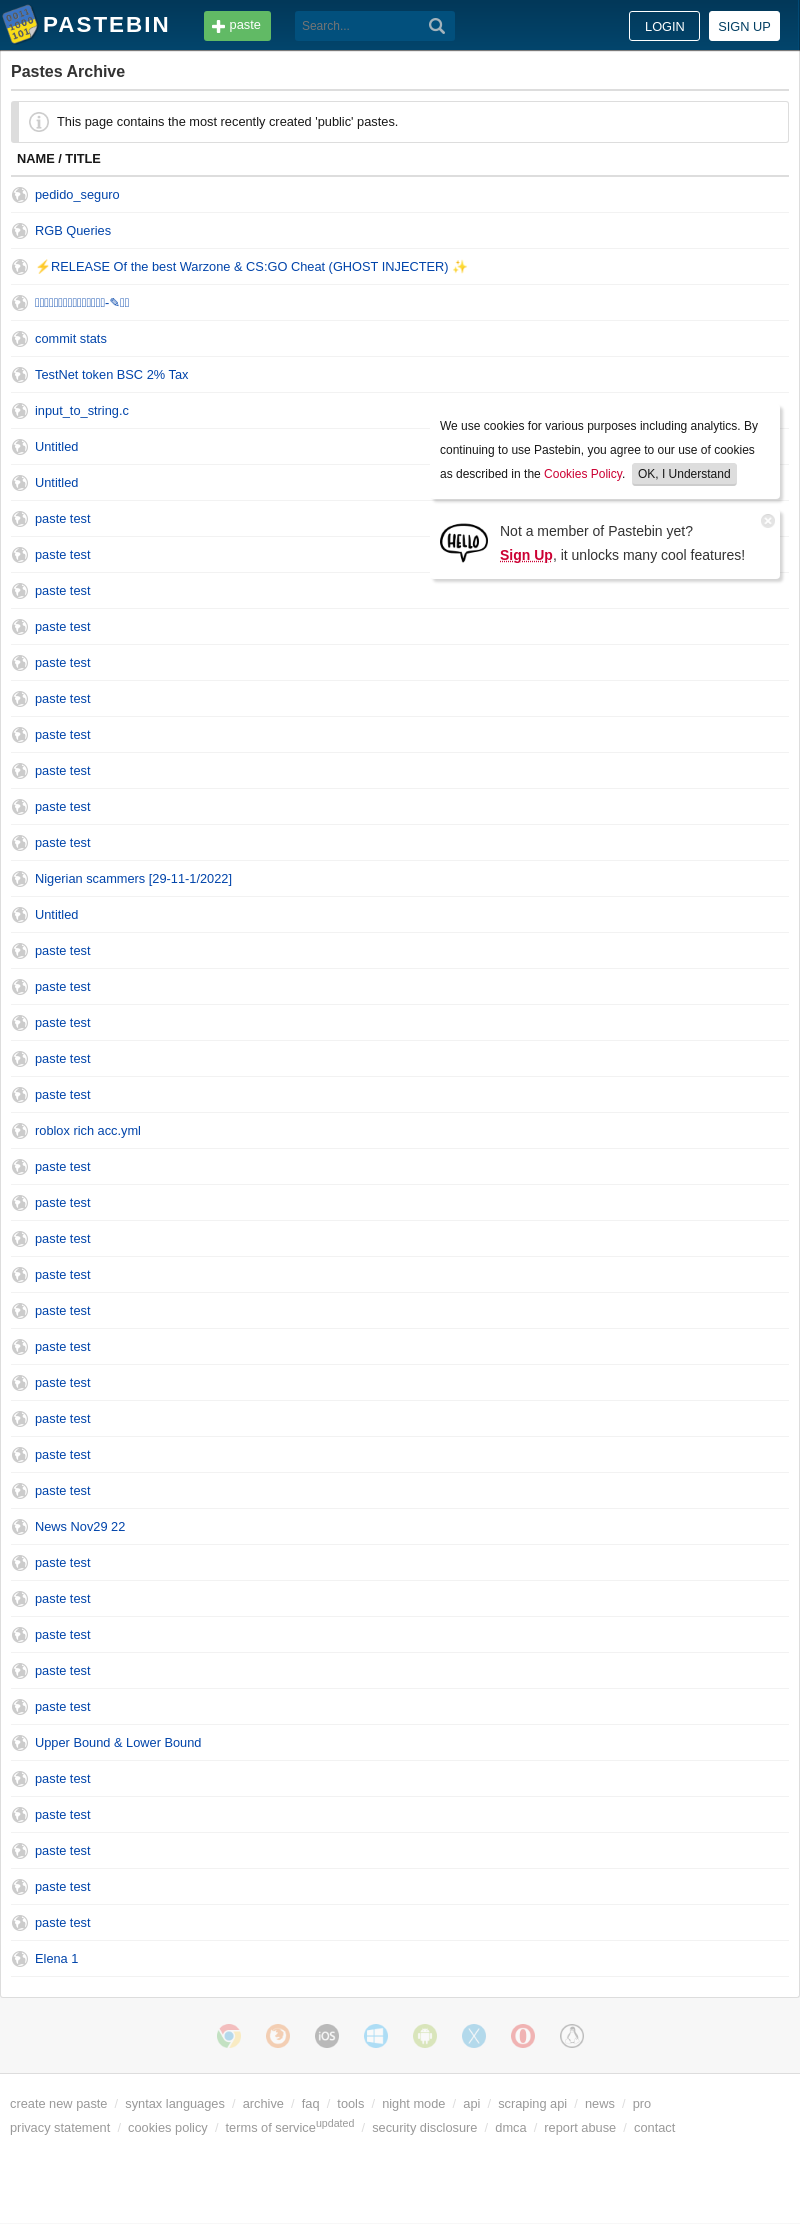 PASTEBIN
paste
Search...
LOGIN
SIGN UP
Pastes Archive
This page contains the most recently created 'public' pastes.
NAME / TITLE
pedido_seguro
RGB Queries
⚡RELEASE Of the best Warzone & CS:GO Cheat (GHOST INJECTER) ✨
commit stats
TestNet token BSC 2% Tax
input_to_string.c
Untitled
Untitled
paste test
paste test
paste test
paste test
paste test
paste test
paste test
paste test
paste test
paste test
Nigerian scammers [29-11-1/2022]
Untitled
paste test
paste test
paste test
paste test
paste test
roblox rich acc.yml
paste test
paste test
paste test
paste test
paste test
paste test
paste test
paste test
paste test
paste test
News Nov29 22
paste test
paste test
paste test
paste test
paste test
Upper Bound & Lower Bound
paste test
paste test
paste test
paste test
paste test
Elena 1
We use cookies for various purposes including analytics. By
continuing to use Pastebin, you agree to our use of cookies
as described in the Cookies Policy. OK, I Understand
HELLO
Not a member of Pastebin yet?
Sign Up, it unlocks many cool features!
iOS
create new paste / syntax languages / archive / faq / tools / night mode / api / scraping api / news / pro
privacy statement / cookies policy / terms of serviceupdated / security disclosure / dmca / report abuse / contact